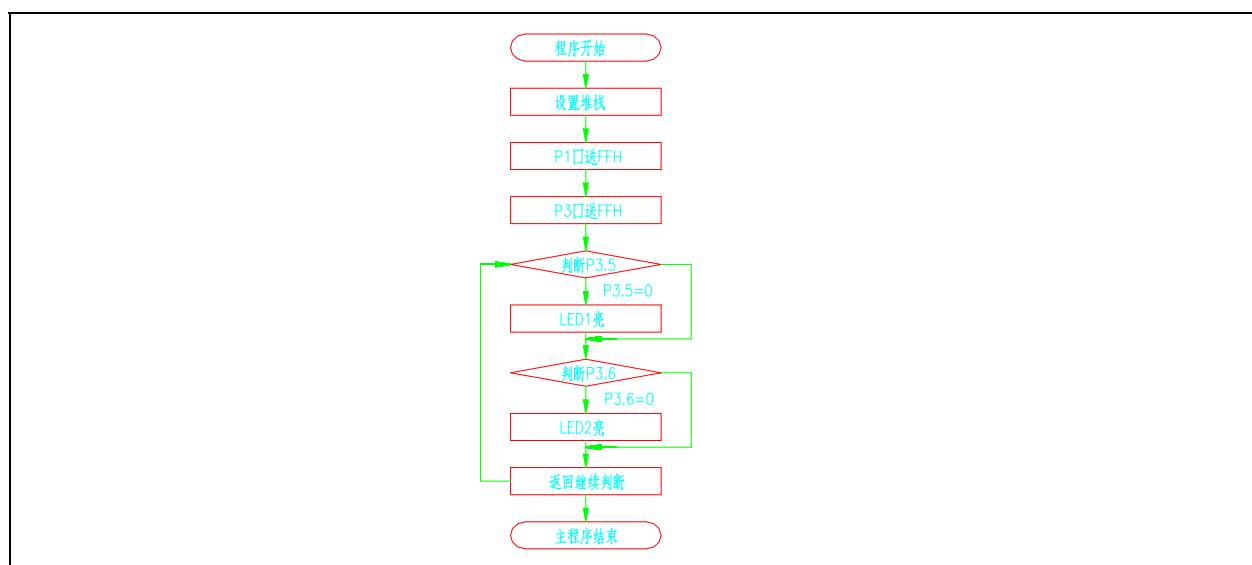 程序开始
设置堆栈
P1口送FFH
P3口送FFH
判断P3.5
P3.5=0
LED1亮
判断P3.6
P3.6=0
LED2亮
返回继续判断
主程序结束